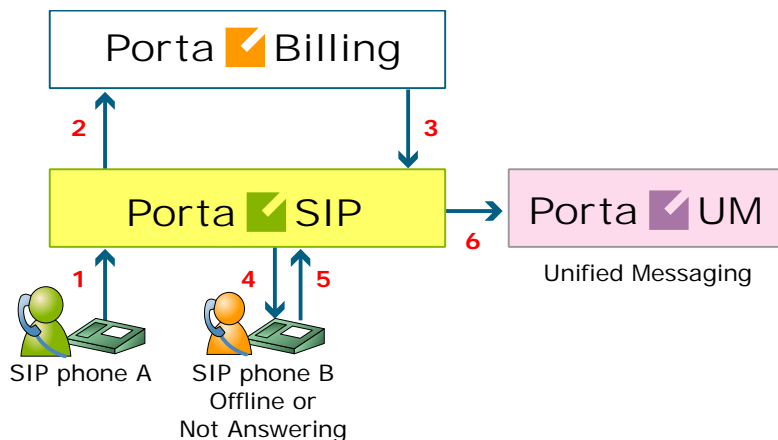 Porta Billing
2
3
Porta SIP
Porta UM
6
Unified Messaging
1
4
5
SIP phone A
SIP phone B
Offline or
Not Answering